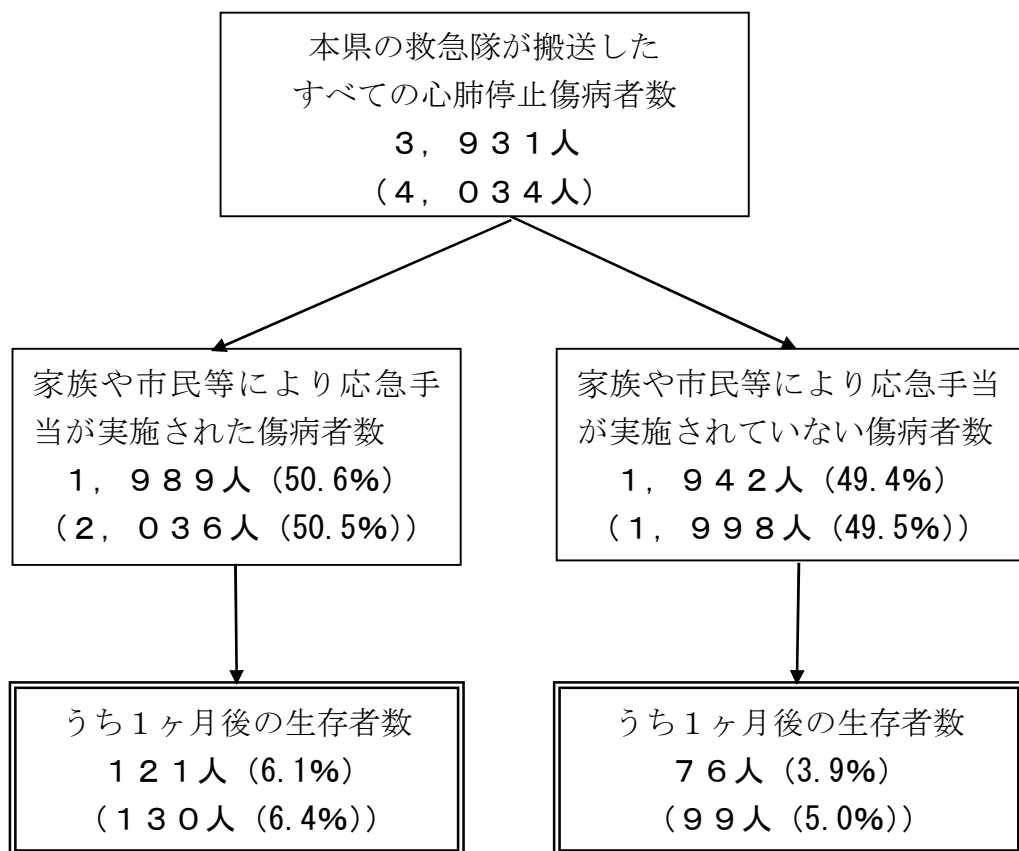 本県の救急隊が搬送した
すべての心肺停止傷病者数
３，９３１人
（４，０３４人）
家族や市民等により応急手
当が実施された傷病者数
１，９８９人（50.6%）
（２，０３６人（50.5%））
家族や市民等により応急手当
が実施されていない傷病者数
１，９４２人（49.4%）
（１，９９８人（49.5%））
うち１ヶ月後の生存者数
１２１人（6.1%）
（１３０人（6.4%））
うち１ヶ月後の生存者数
７６人（3.9%）
（９９人（5.0%））